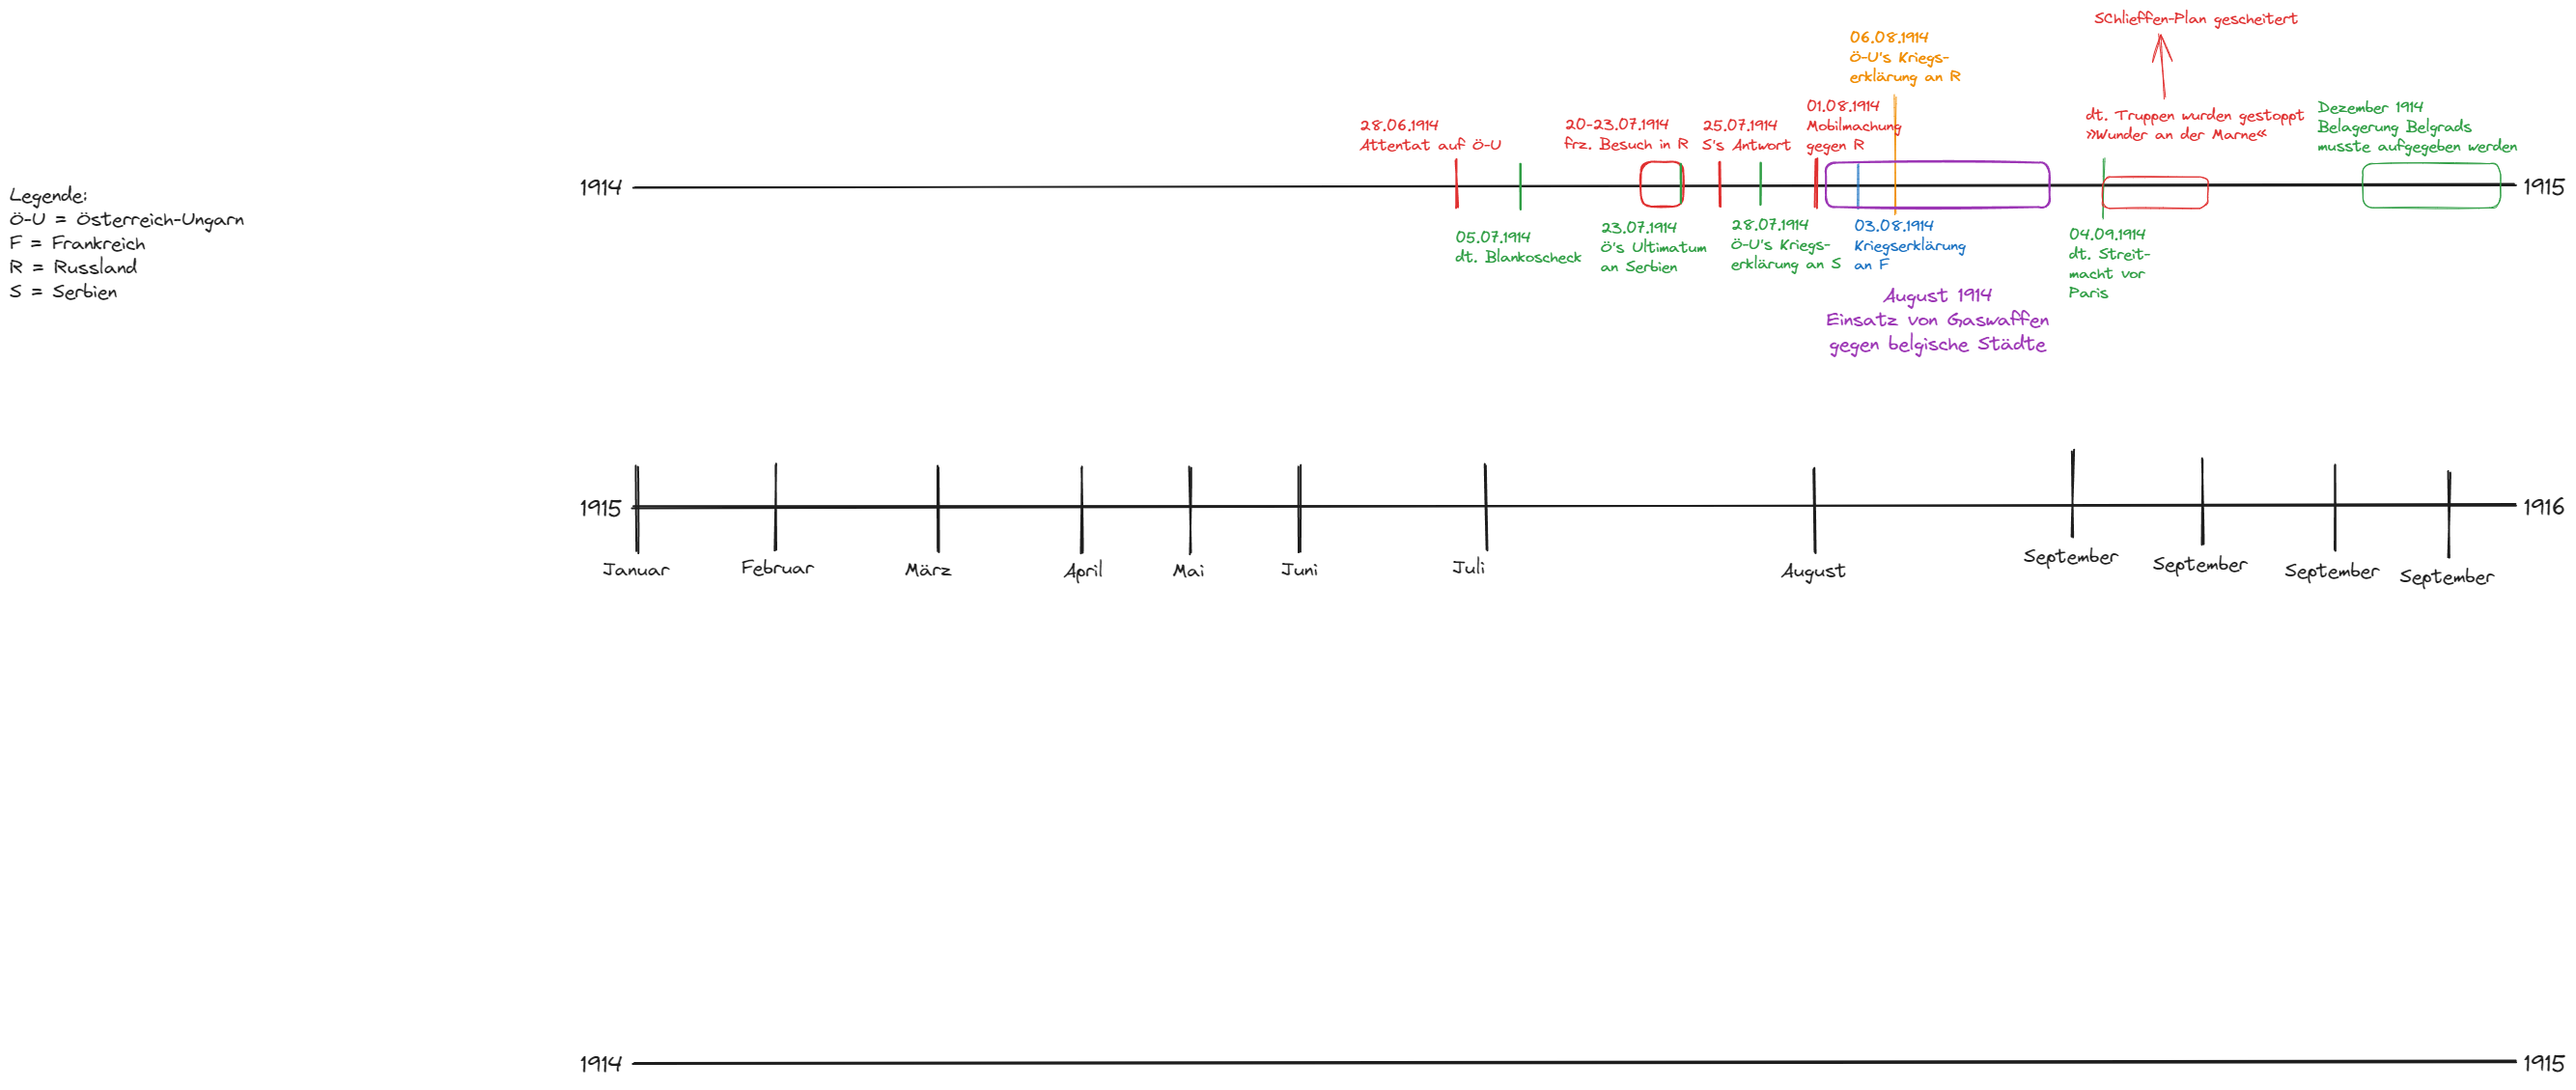 SChlieffen-Plan gescheitert
06.08.1914
Ö-U's Kriegs-
erklärung an R
01.08.1914
Mobilmachung
gegen R
dt. Truppen wurden gestoppt
»Wunder an der Marne«
Dezember 1914
Belagerung Belgrads
musste aufgegeben werden
28.06.1914
Attentat auf Ö-U
20-23.07.1914
frz. Besuch in R
25.07.1914
S's Antwort
1914
1915
Legende:
Ö-U = Österreich-Ungarn
F = Frankreich
R = Russland
S = Serbien
05.07.1914
dt. Blankoscheck
23.07.1914
Ö's Ultimatum
an Serbien
28.07.1914
Ö-U's Kriegs-
erklärung an S
03.08.1914
Kriegserklärung
an F
04.09.1914
dt. Streit-
macht vor
Paris
August 1914
Einsatz von Gaswaffen
gegen belgische Städte
1915
1916
Januar
Februar
März
April
Mai
Juni
Juli
August
September
September
September
September
1914
1915